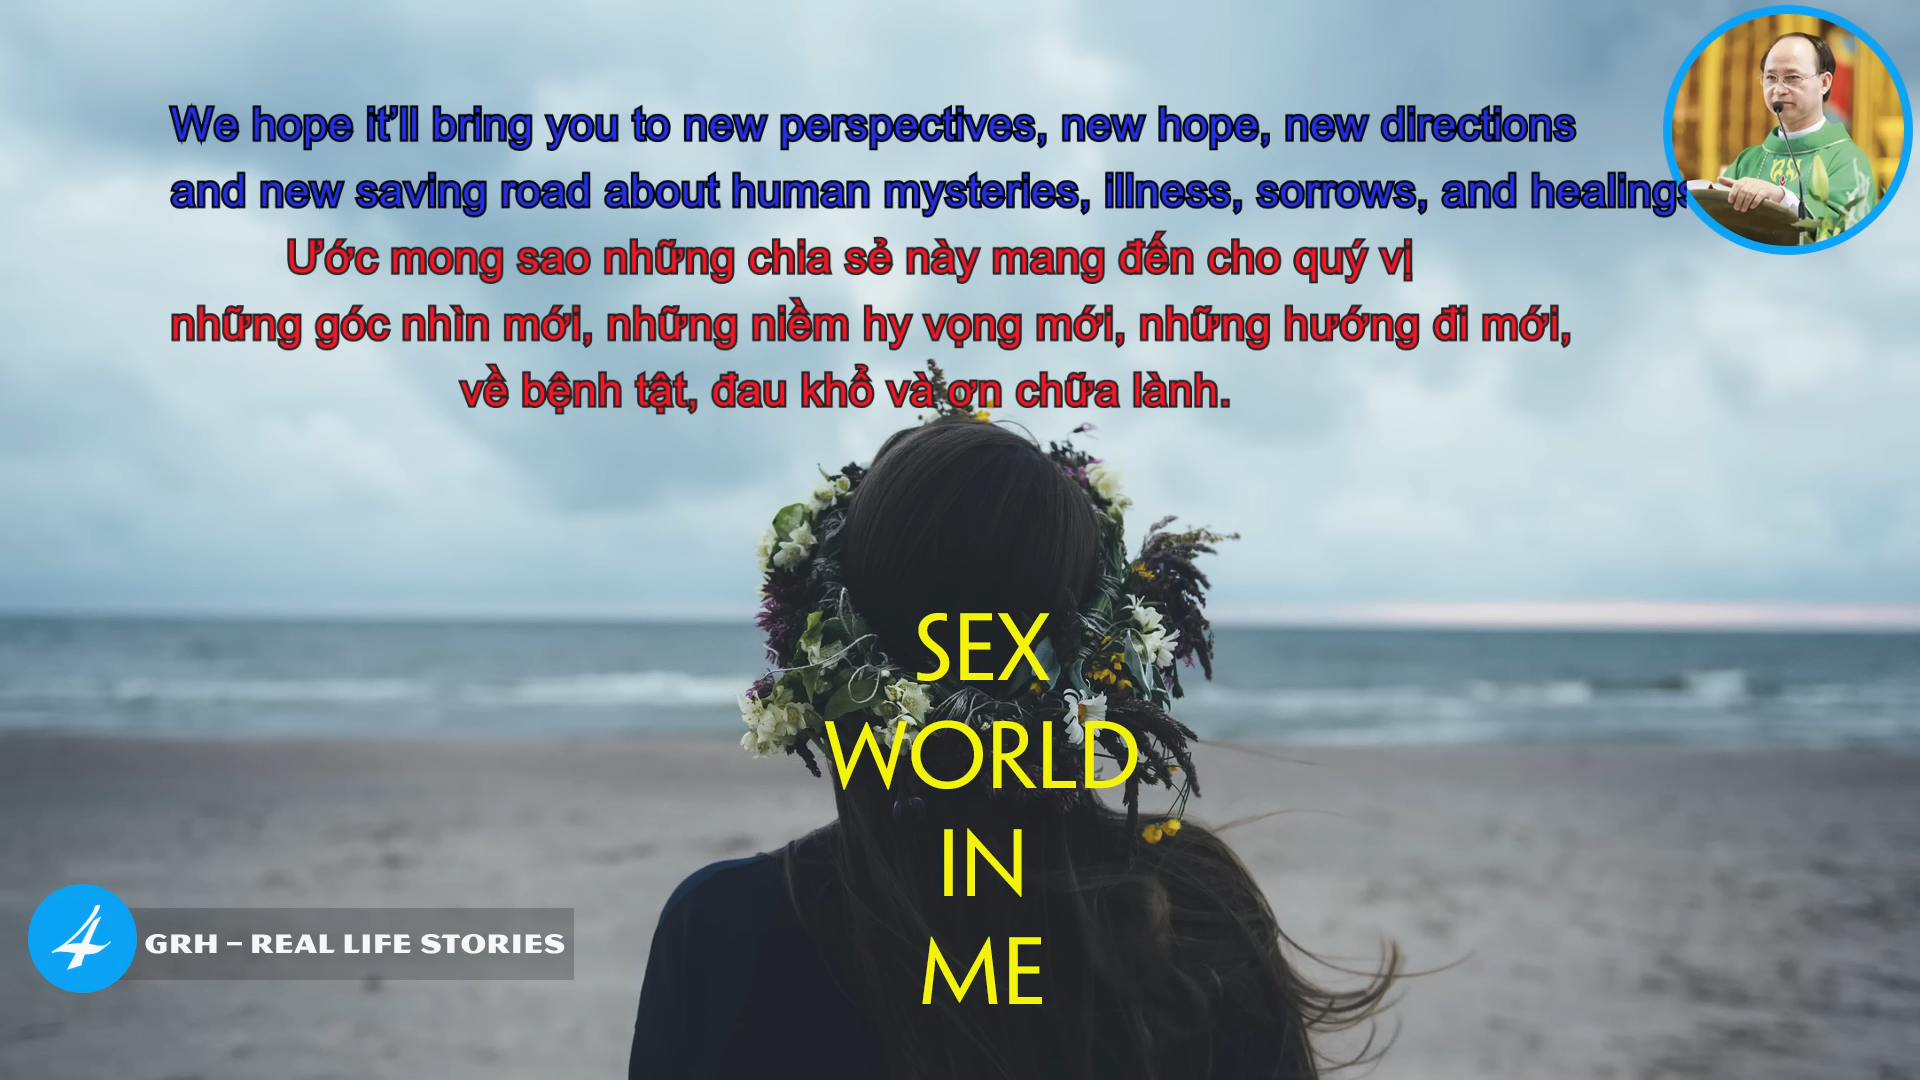 We hope it'll bring you to new perspectives, new hope, new directions
and new saving road about human mysteries, illness, sorrows, and healings
Ước mong sao những chia sẻ này mang đến cho quý vị
những góc nhìn mới, những niềm hy vọng mới, những hướng đi mới,
về bệnh tật, đau khổ và ơn chữa lành.
SEX
WORLD
IN
ME
4
GRH – REAL LIFE STORIES